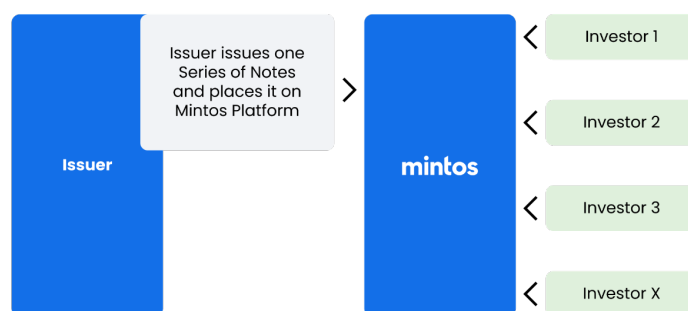 Issuer issues one
Series of Notes
and places it on
Mintos Platform
Issuer
mintos
Investor 1
Investor 2
Investor 3
Investor X